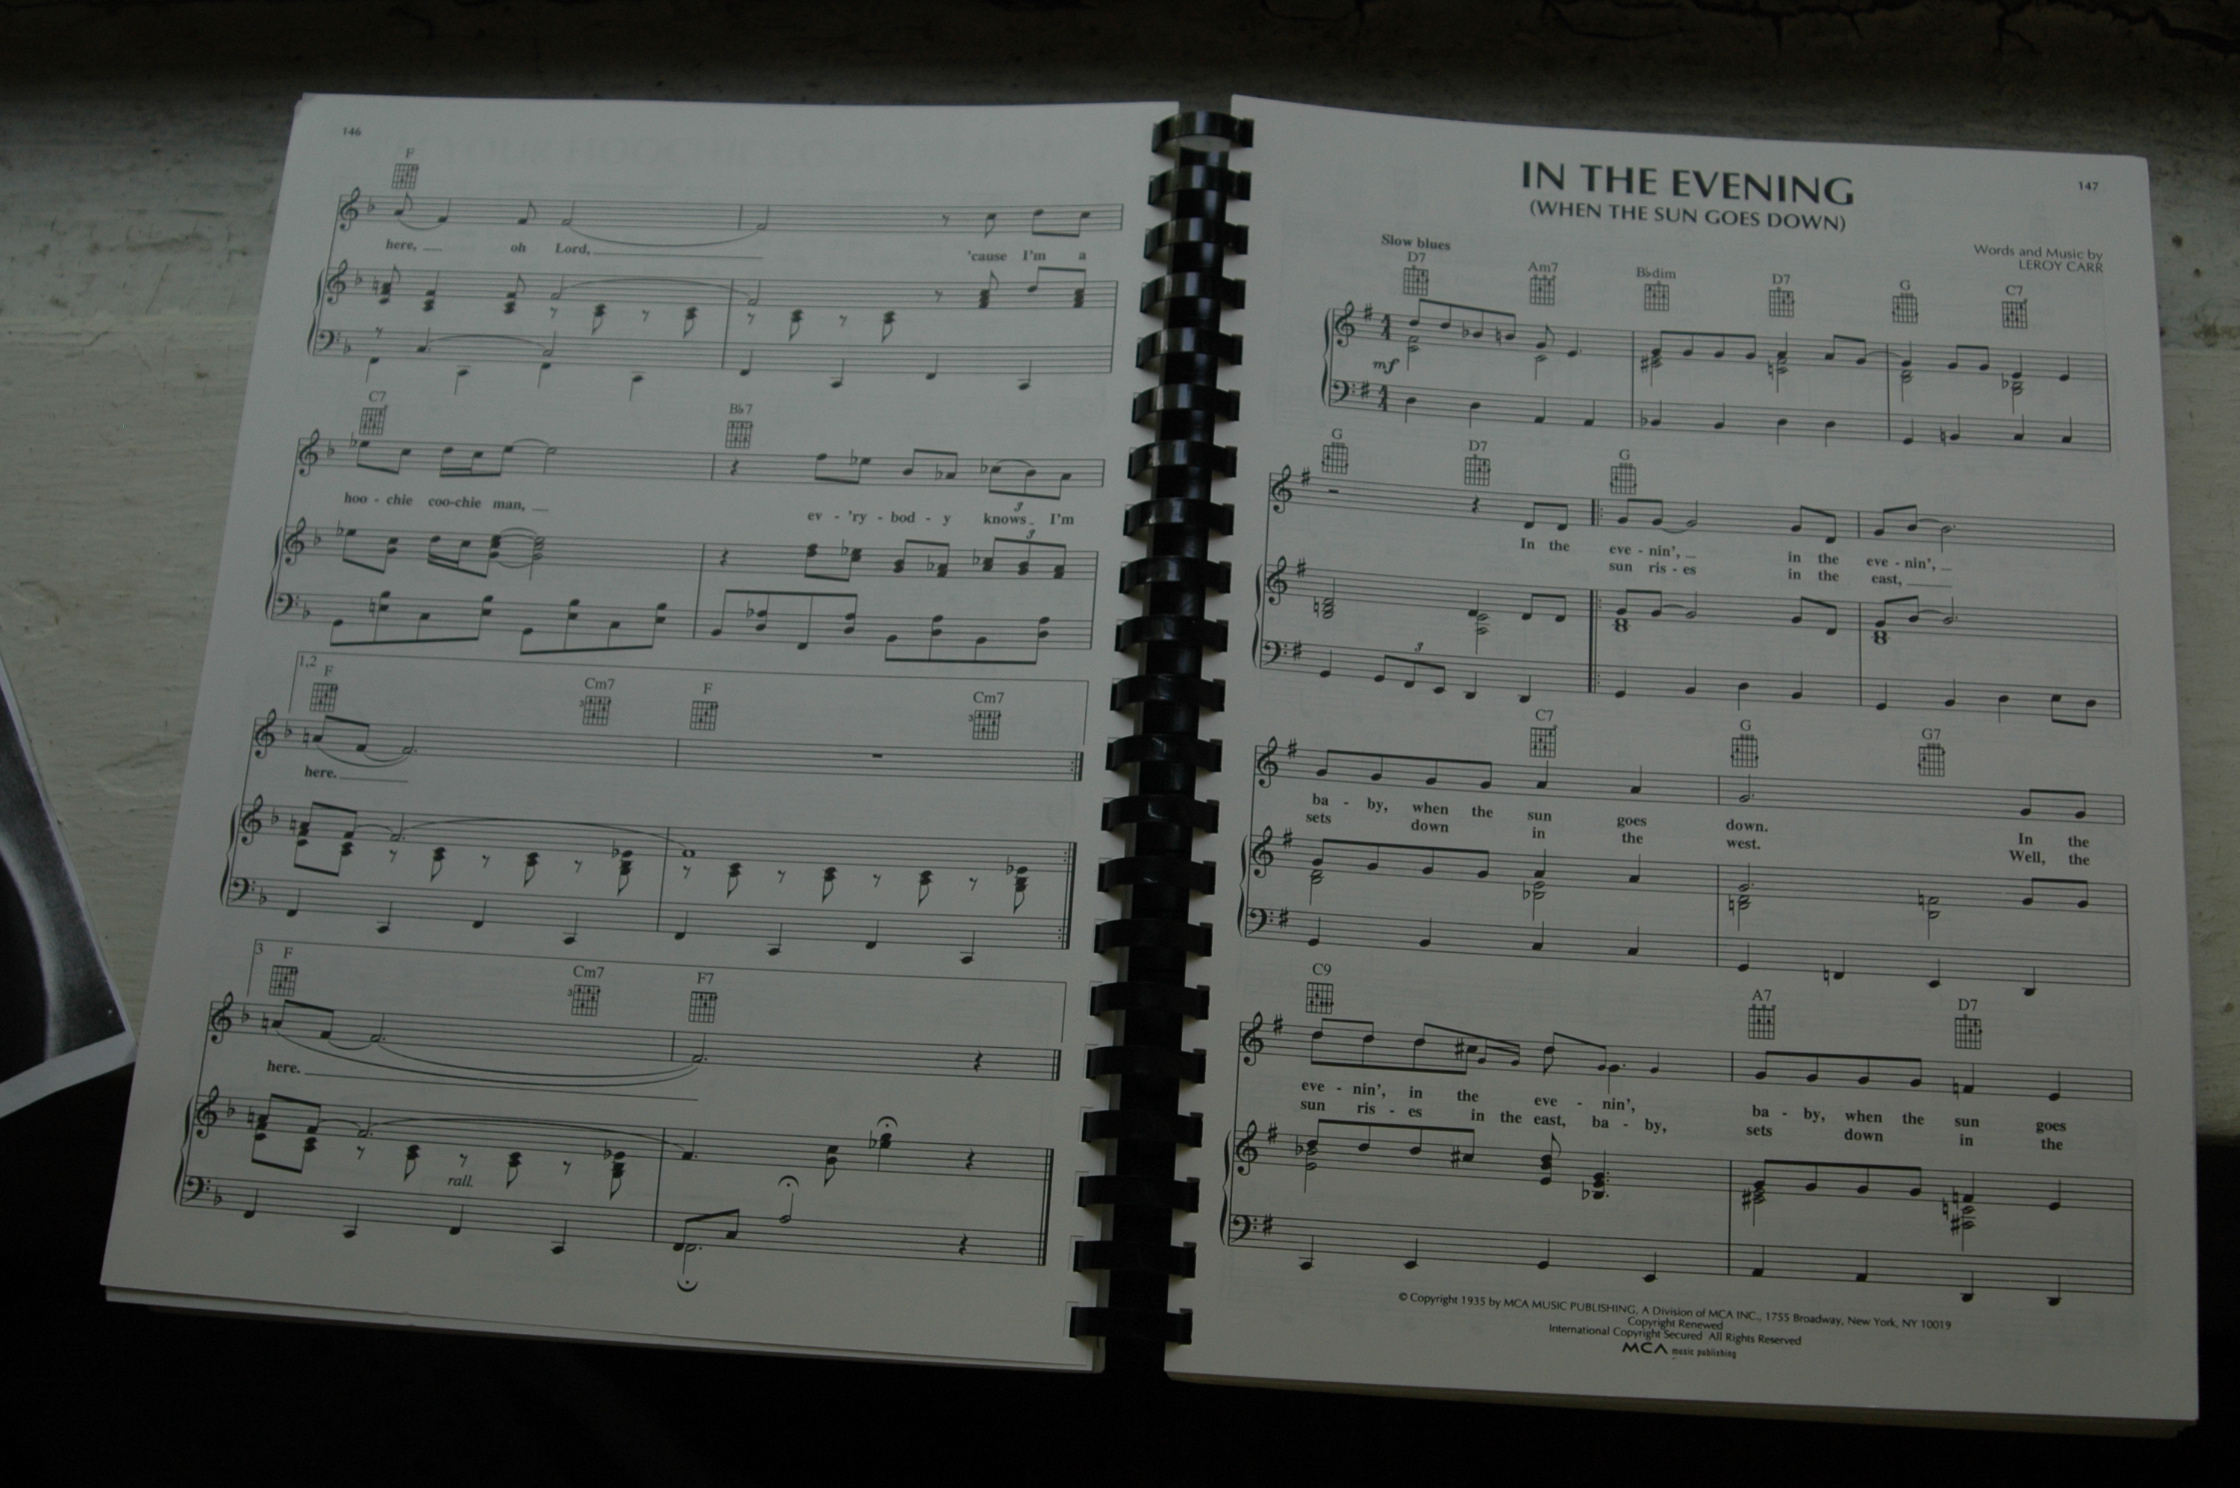 146
F
here, oh Lord, 'cause I'm a
C7 B♭7
hoo - chie coo-chie man, ev - 'ry - bod - y knows I'm
3
3
1,2
F Cm7 F Cm7
3 3
here.
3
F Cm7 F7
3
here.
rall.
147
IN THE EVENING
(WHEN THE SUN GOES DOWN)
Words and Music by
LEROY CARR
Slow blues
D7 Am7 B♭dim D7 G C7
mf
G D7 G
In the eve - nin', in the eve - nin',
sun ris - es in the east,
3
C7 G G7
ba - by, when the sun goes down. In the
sets down in the west. Well, the
C9 A7 D7
eve - nin', in the eve - nin', ba - by, when the sun goes
sun ris - es in the east, ba - by, sets down in the
© Copyright 1935 by MCA MUSIC PUBLISHING, A Division of MCA INC., 1755 Broadway, New York, NY 10019
Copyright Renewed
International Copyright Secured All Rights Reserved
MCA music publishing